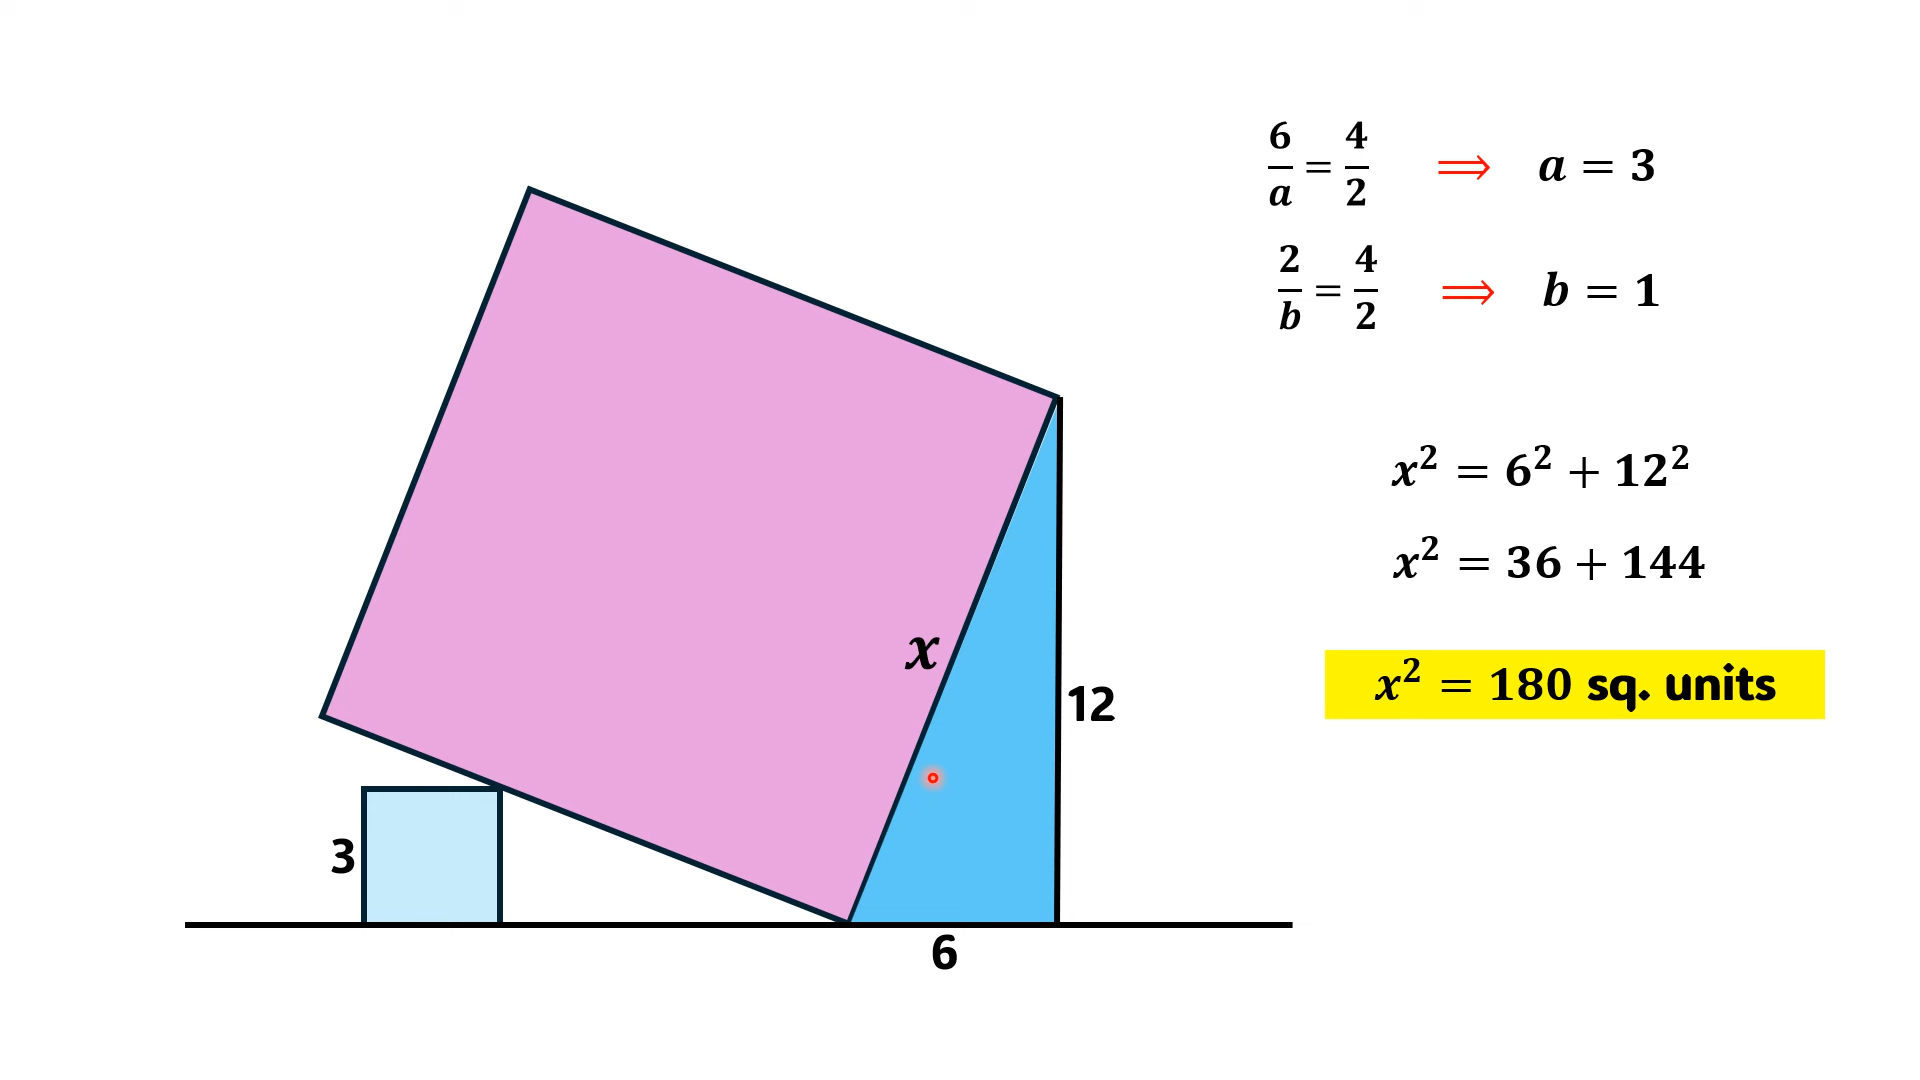 6/a = 4/2 ⟹ a = 3
2/b = 4/2 ⟹ b = 1
x² = 6² + 12²
x² = 36 + 144
x
x² = 180 sq. units
12
3
6